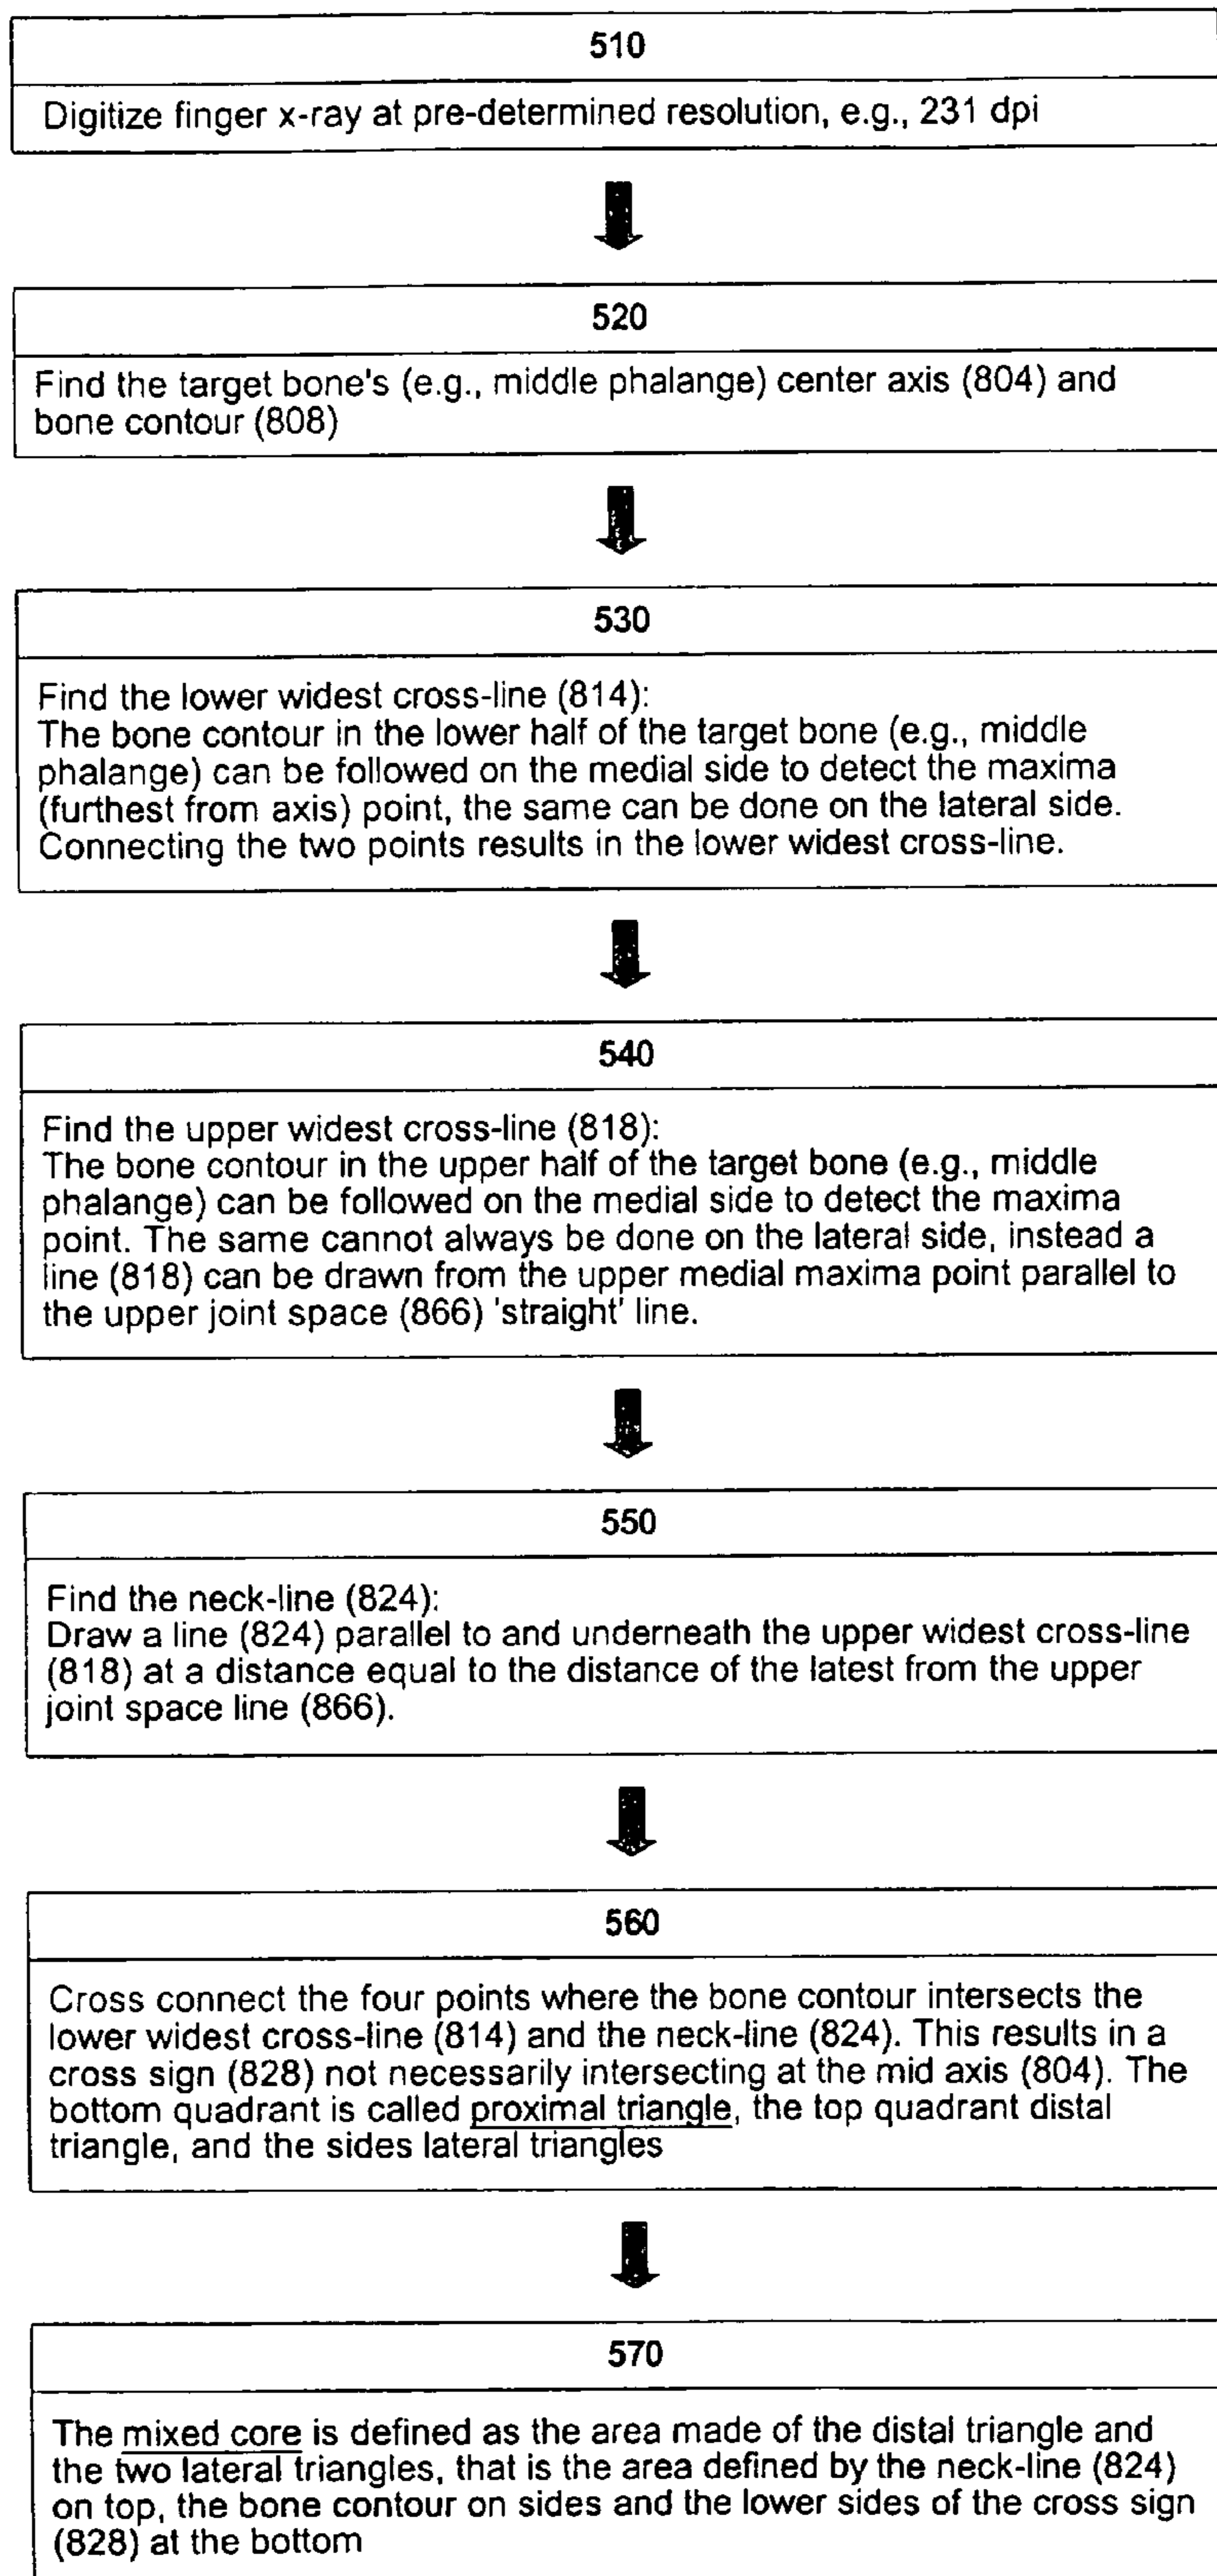 510
Digitize finger x-ray at pre-determined resolution, e.g., 231 dpi
520
Find the target bone's (e.g., middle phalange) center axis (804) and
bone contour (808)
530
Find the lower widest cross-line (814):
The bone contour in the lower half of the target bone (e.g., middle
phalange) can be followed on the medial side to detect the maxima
(furthest from axis) point, the same can be done on the lateral side.
Connecting the two points results in the lower widest cross-line.
540
Find the upper widest cross-line (818):
The bone contour in the upper half of the target bone (e.g., middle
phalange) can be followed on the medial side to detect the maxima
point. The same cannot always be done on the lateral side, instead a
line (818) can be drawn from the upper medial maxima point parallel to
the upper joint space (866) 'straight' line.
550
Find the neck-line (824):
Draw a line (824) parallel to and underneath the upper widest cross-line
(818) at a distance equal to the distance of the latest from the upper
joint space line (866).
560
Cross connect the four points where the bone contour intersects the
lower widest cross-line (814) and the neck-line (824). This results in a
cross sign (828) not necessarily intersecting at the mid axis (804). The
bottom quadrant is called proximal triangle, the top quadrant distal
triangle, and the sides lateral triangles
570
The mixed core is defined as the area made of the distal triangle and
the two lateral triangles, that is the area defined by the neck-line (824)
on top, the bone contour on sides and the lower sides of the cross sign
(828) at the bottom